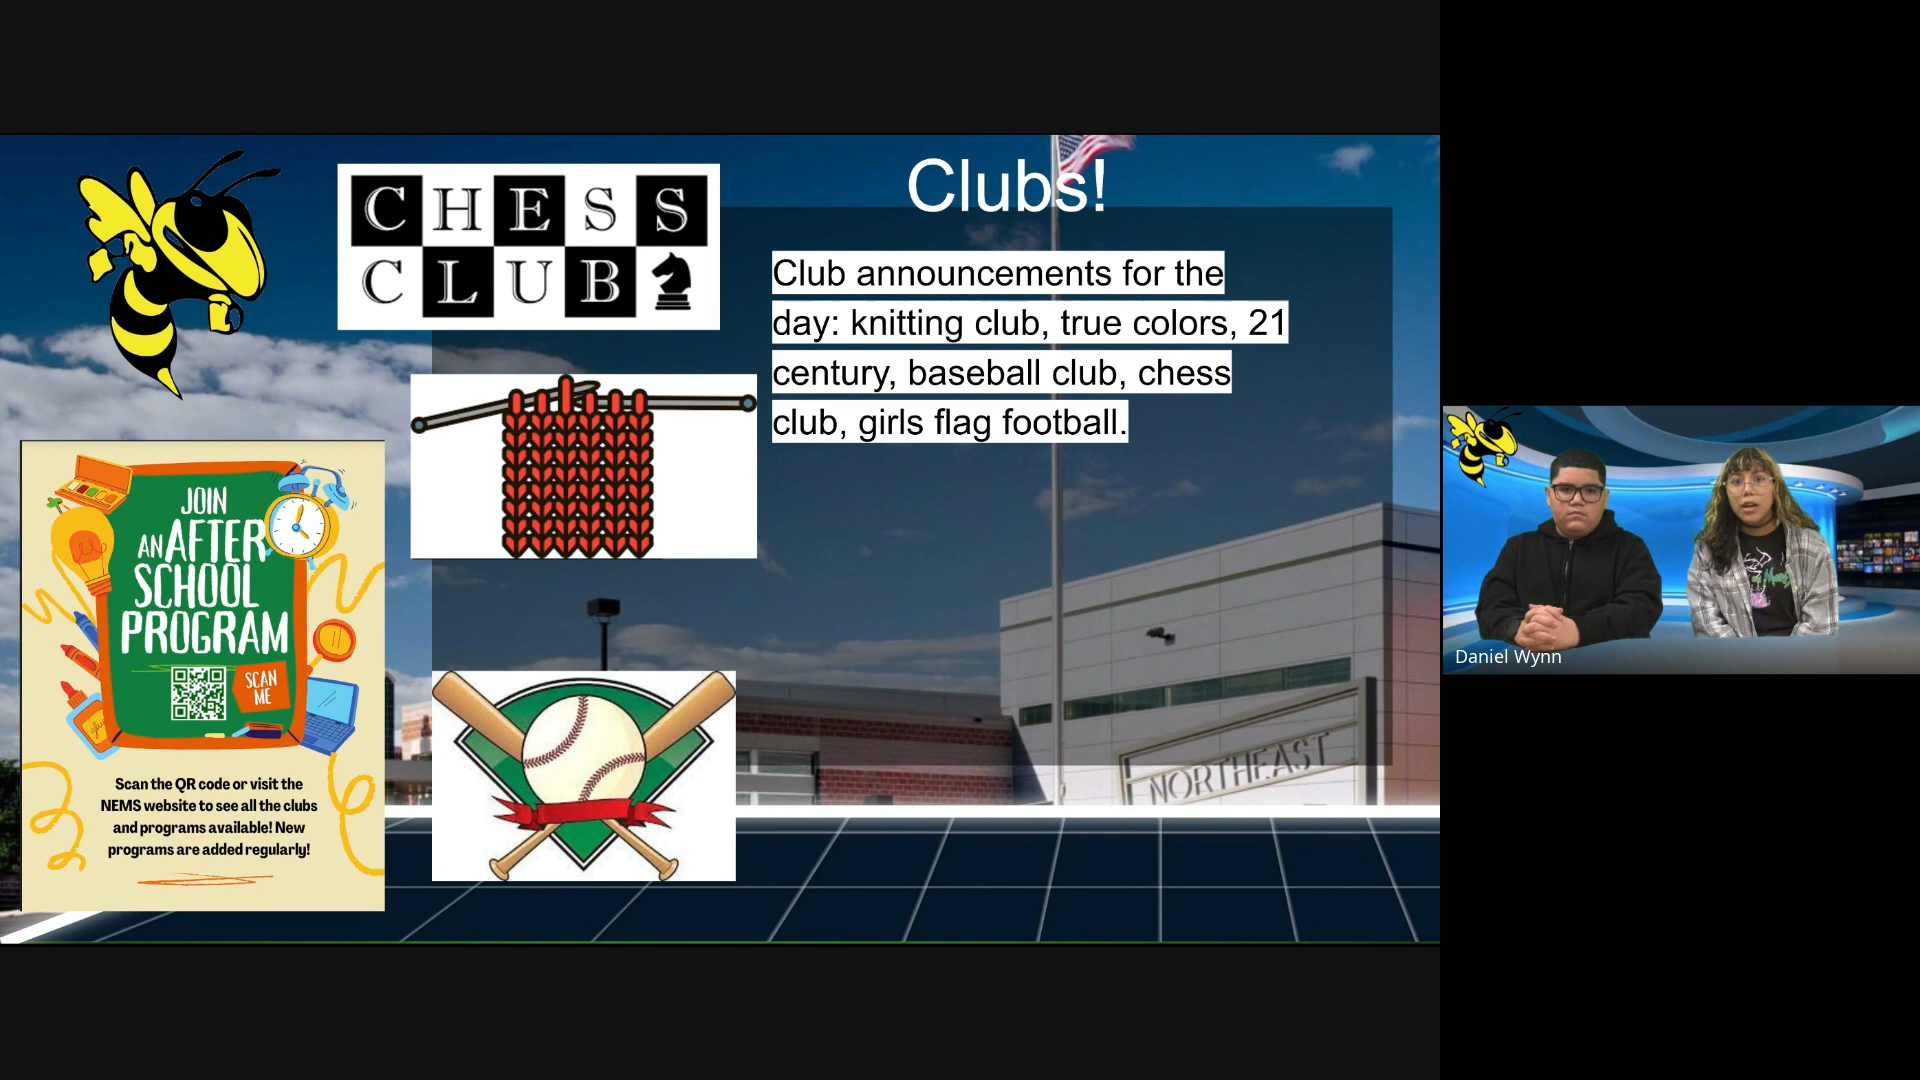 CHESS
CLUB
Clubs!
Club announcements for the
day: knitting club, true colors, 21
century, baseball club, chess
club, girls flag football.
JOIN
AN AFTER
SCHOOL
PROGRAM
SCAN
ME
glue
Scan the QR code or visit the
NEMS website to see all the clubs
and programs available! New
programs are added regularly!
NORTHEAST
Daniel Wynn